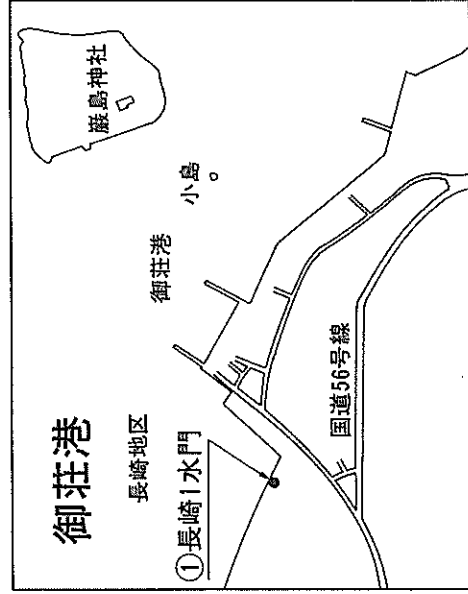 御荘港
長崎地区
①長崎1水門
御荘港
小島
厳島神社
国道56号線